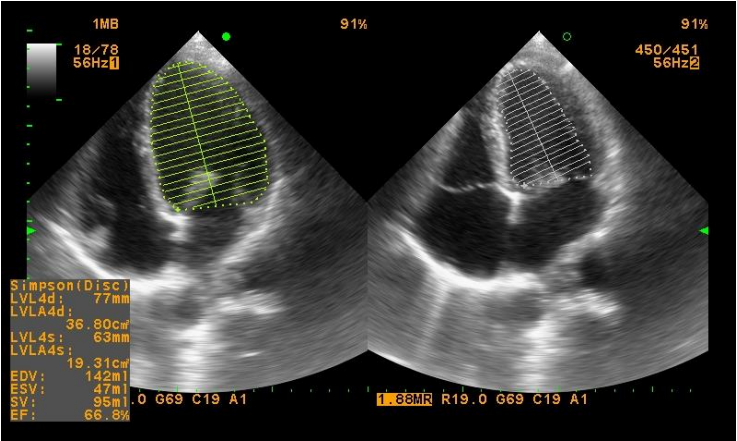 1MB
91%
91%
18/78
56Hz1
450/451
56Hz2
Simpson(Disc)
LVL4d: 77mm
LVLA4d:
36.80cm²
LVL4s: 63mm
LVLA4s:
19.31cm²
EDV: 142ml
ESV: 47ml
SV: 95ml
EF: 66.8%
.0 G69 C19 A1
1.88MR R19.0 G69 C19 A1